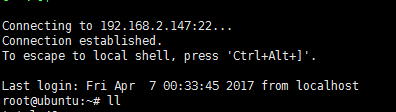 Connecting to 192.168.2.147:22...
Connection established.
To escape to local shell, press 'Ctrl+Alt+]'.
Last login: Fri Apr  7 00:33:45 2017 from localhost
root@ubuntu:~# ll